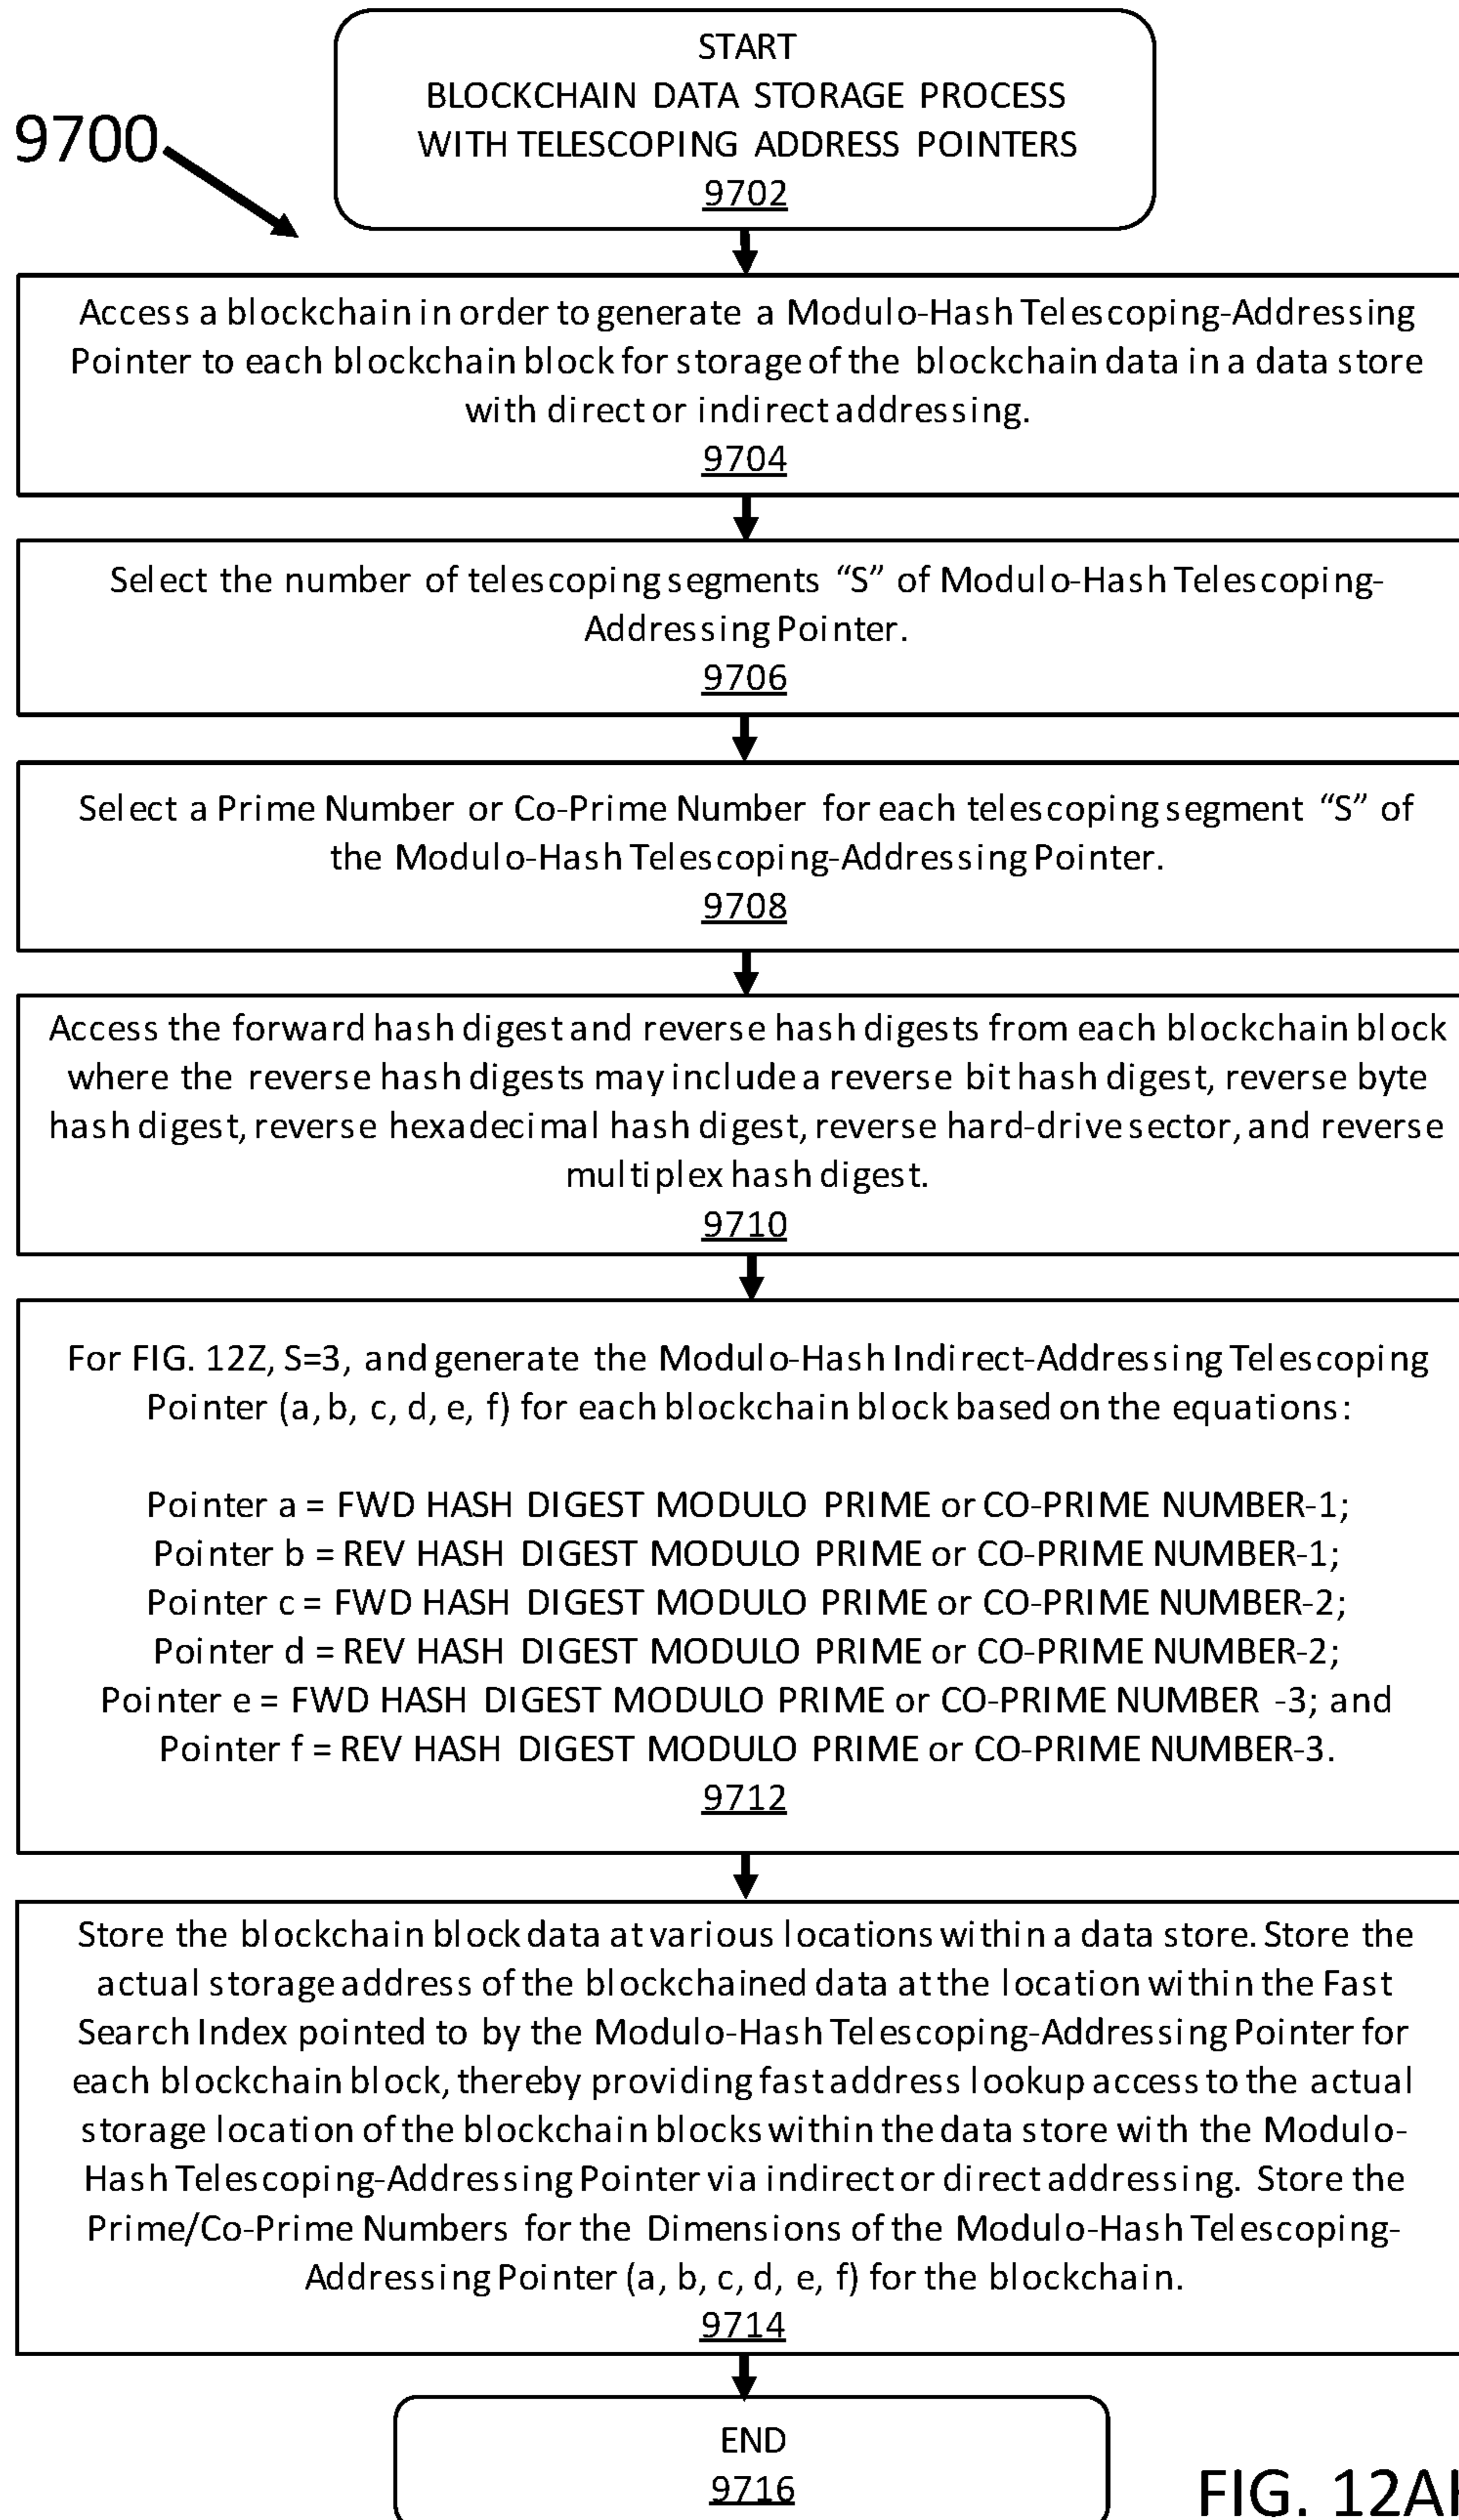 START
BLOCKCHAIN DATA STORAGE PROCESS
WITH TELESCOPING ADDRESS POINTERS
9702
9700
Access a blockchain in order to generate a Modulo-Hash Telescoping-Addressing
Pointer to each blockchain block for storage of the blockchain data in a data store
with direct or indirect addressing.
9704
Select the number of telescoping segments “S” of Modulo-Hash Telescoping-
Addressing Pointer.
9706
Select a Prime Number or Co-Prime Number for each telescoping segment “S” of
the Modulo-Hash Telescoping-Addressing Pointer.
9708
Access the forward hash digest and reverse hash digests from each blockchain block
where the reverse hash digests may include a reverse bit hash digest, reverse byte
hash digest, reverse hexadecimal hash digest, reverse hard-drive sector, and reverse
multiplex hash digest.
9710
For FIG. 12Z, S=3, and generate the Modulo-Hash Indirect-Addressing Telescoping
Pointer (a, b, c, d, e, f) for each blockchain block based on the equations:
Pointer a = FWD HASH DIGEST MODULO PRIME or CO-PRIME NUMBER-1;
Pointer b = REV HASH DIGEST MODULO PRIME or CO-PRIME NUMBER-1;
Pointer c = FWD HASH DIGEST MODULO PRIME or CO-PRIME NUMBER-2;
Pointer d = REV HASH DIGEST MODULO PRIME or CO-PRIME NUMBER-2;
Pointer e = FWD HASH DIGEST MODULO PRIME or CO-PRIME NUMBER -3; and
Pointer f = REV HASH DIGEST MODULO PRIME or CO-PRIME NUMBER-3.
9712
Store the blockchain block data at various locations within a data store. Store the
actual storage address of the blockchained data at the location within the Fast
Search Index pointed to by the Modulo-Hash Telescoping-Addressing Pointer for
each blockchain block, thereby providing fast address lookup access to the actual
storage location of the blockchain blocks within the data store with the Modulo-
Hash Telescoping-Addressing Pointer via indirect or direct addressing. Store the
Prime/Co-Prime Numbers for the Dimensions of the Modulo-Hash Telescoping-
Addressing Pointer (a, b, c, d, e, f) for the blockchain.
9714
END
9716
FIG.